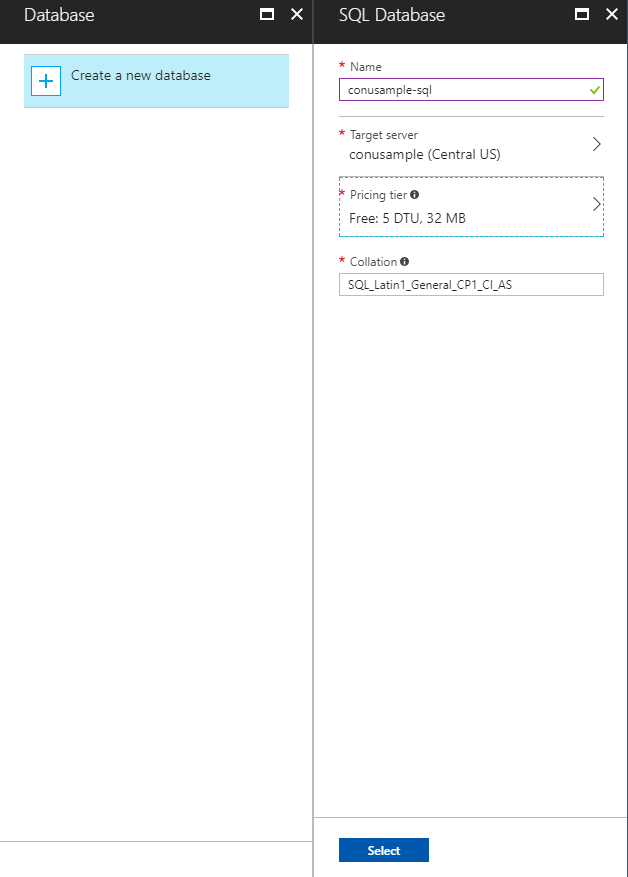 Database
Create a new database
SQL Database
* Name
conusample-sql
* Target server
conusample (Central US)
* Pricing tier
Free: 5 DTU, 32 MB
* Collation
SQL_Latin1_General_CP1_CI_AS
Select